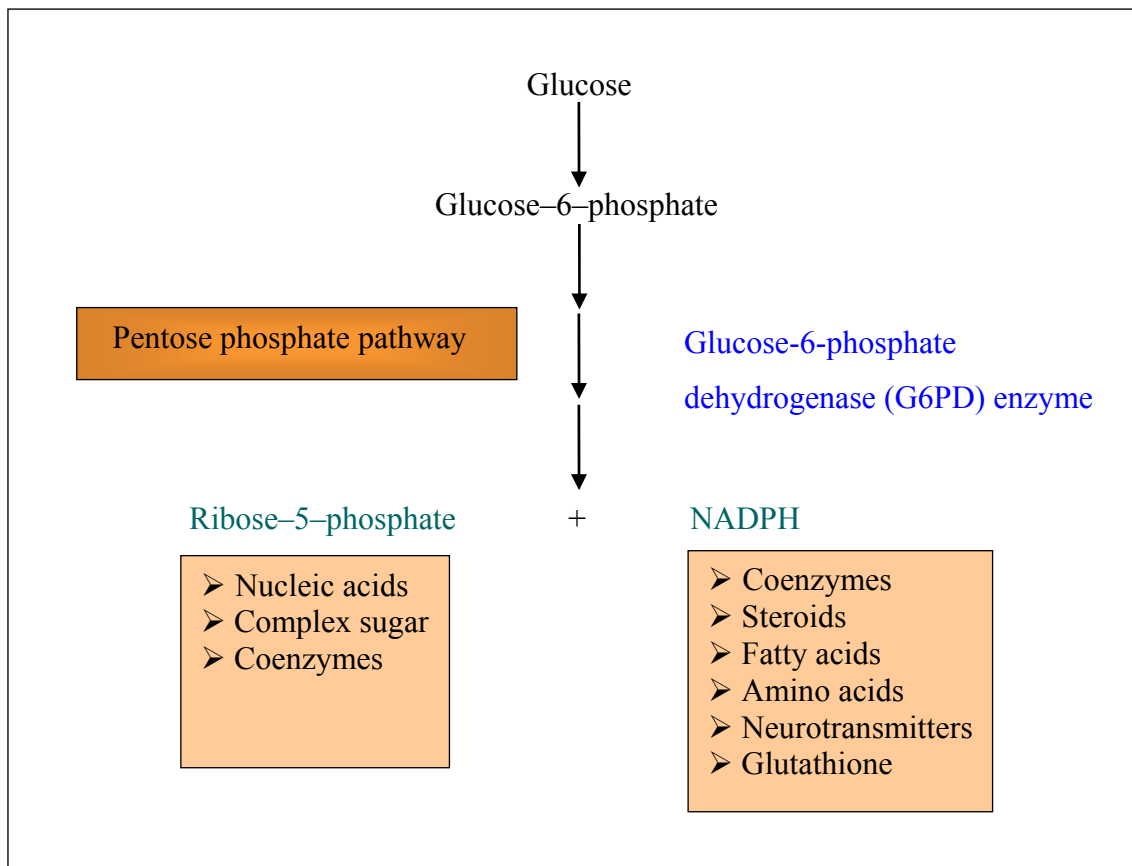 Glucose
Glucose–6–phosphate
Pentose phosphate pathway
Glucose-6-phosphate
dehydrogenase (G6PD) enzyme
Ribose–5–phosphate + NADPH
➢ Nucleic acids
➢ Complex sugar
➢ Coenzymes
➢ Coenzymes
➢ Steroids
➢ Fatty acids
➢ Amino acids
➢ Neurotransmitters
➢ Glutathione